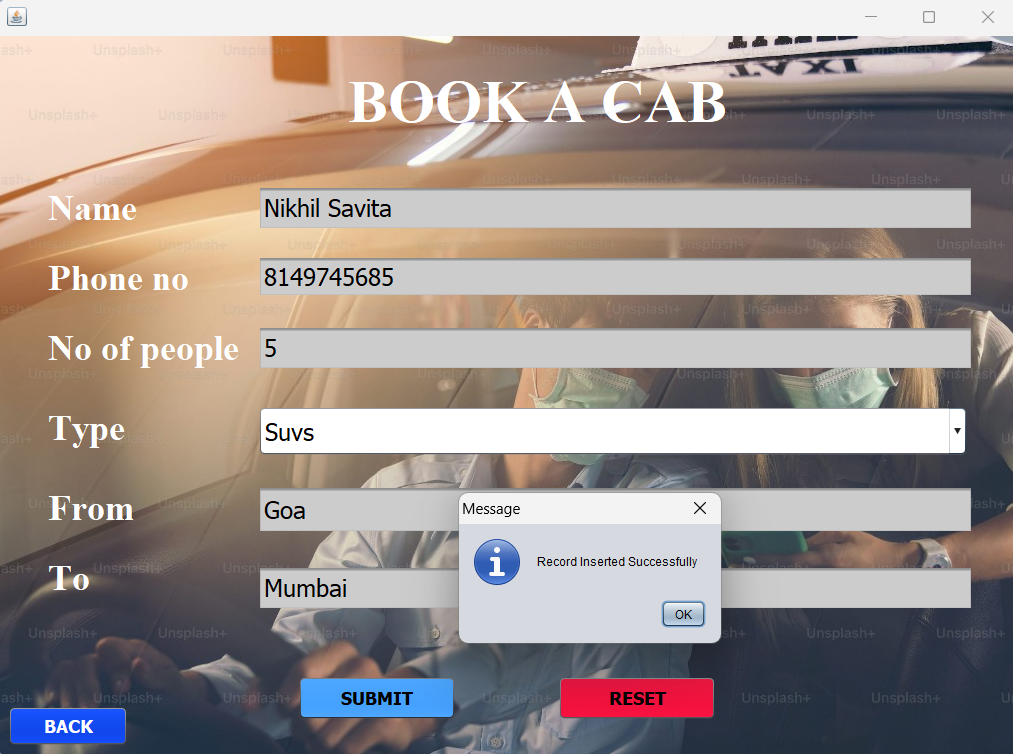 BOOK A CAB
Name Nikhil Savita
Phone no 8149745685
No of people 5
Type Suvs
From Goa
Message
Record Inserted Successfully
To Mumbai
OK
SUBMIT RESET
BACK
TAXI
Unsplash+